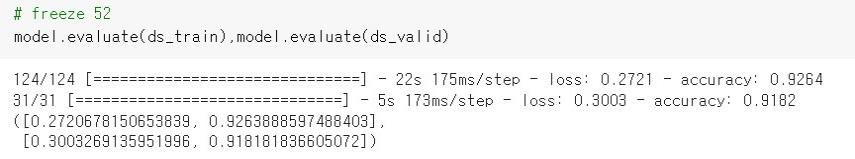 # freeze 52
model.evaluate(ds_train),model.evaluate(ds_valid)
124/124 [==============================] - 22s 175ms/step - loss: 0.2721 - accuracy: 0.9264
31/31 [==============================] - 5s 173ms/step - loss: 0.3003 - accuracy: 0.9182
([0.2720678150653839, 0.9263888597488403],
[0.3003269135951996, 0.918181836605072])